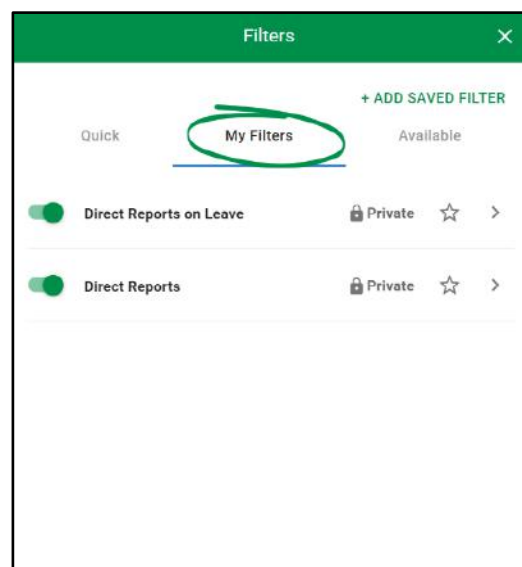 Filters
+ ADD SAVED FILTER
Quick My Filters Available
Direct Reports on Leave Private
Direct Reports Private